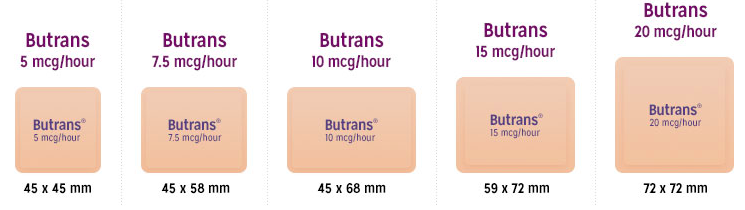 Butrans
5 mcg/hour
Butrans®
5 mcg/hour
45 x 45 mm
Butrans
7.5 mcg/hour
Butrans®
7.5 mcg/hour
45 x 58 mm
Butrans
10 mcg/hour
Butrans®
10 mcg/hour
45 x 68 mm
Butrans
15 mcg/hour
Butrans®
15 mcg/hour
59 x 72 mm
Butrans
20 mcg/hour
Butrans®
20 mcg/hour
72 x 72 mm